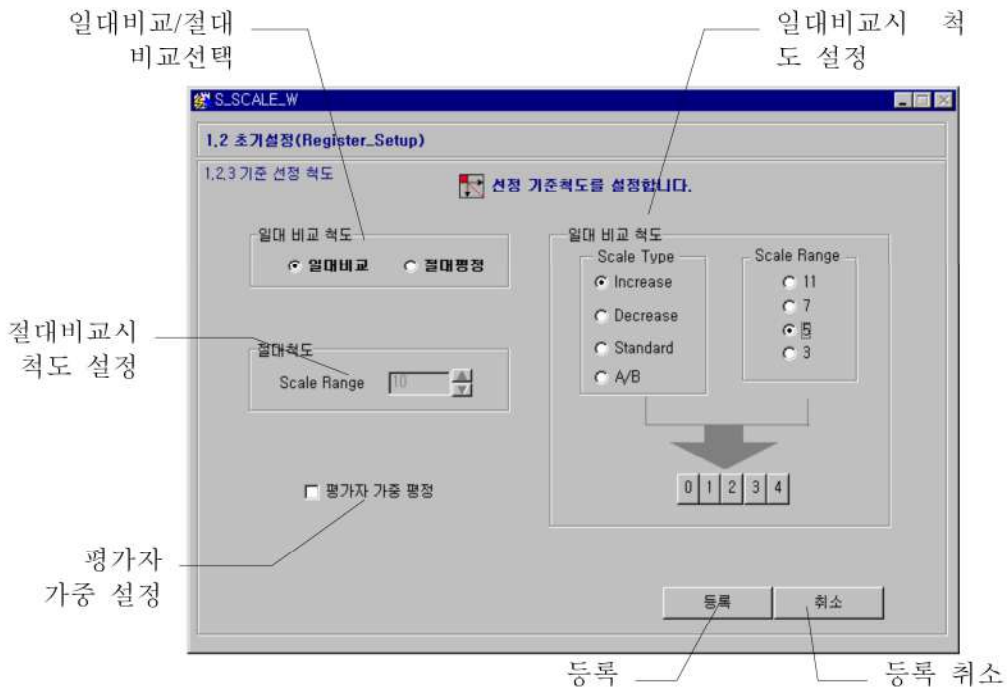 일대비교/절대
비교선택
일대비교시 척
도 설정
S_SCALE_W
1.2 초기설정(Register_Setup)
1.2.3 기준 선정 척도
선정 기준척도를 설정합니다.
일대 비교 척도
일대비교 절대평정
절대비교시
척도 설정
절대척도
Scale Range 10
평가자 가중 평정
평가자
가중 설정
일대 비교 척도
Scale Type
Increase
Decrease
Standard
A/B
Scale Range
11
7
5
3
0 1 2 3 4
등록 취소
등록
등록 취소